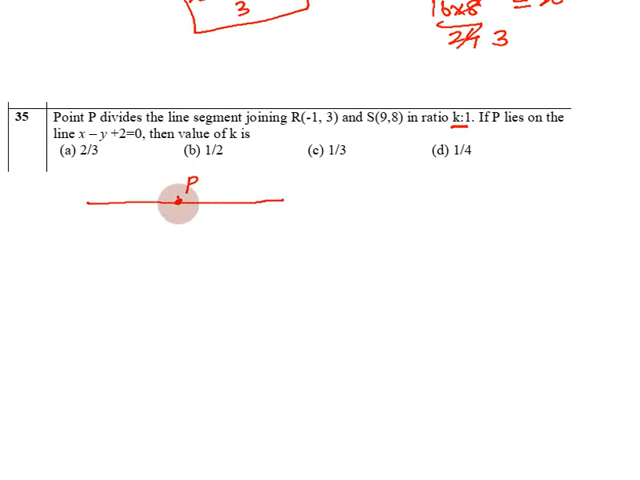 3
16x8
24 3
35 Point P divides the line segment joining R(-1, 3) and S(9,8) in ratio k:1. If P lies on the
line x – y +2=0, then value of k is
(a) 2/3 (b) 1/2 (c) 1/3 (d) 1/4
P